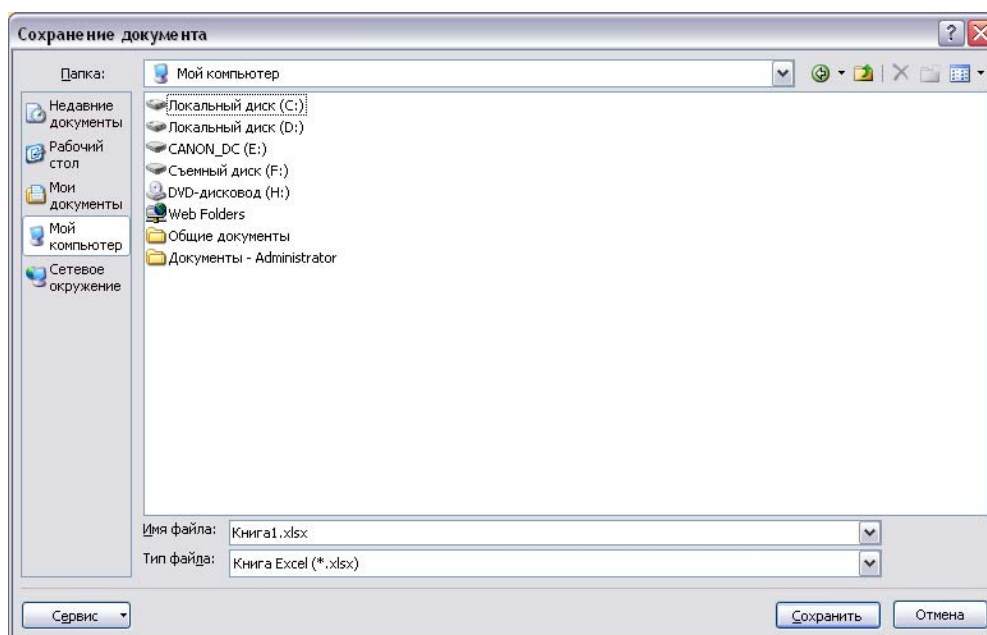 Сохранение документа
Папка:
Мой компьютер
Недавние
документы
Рабочий
стол
Мои
документы
Мой
компьютер
Сетевое
окружение
Локальный диск (C:)
Локальный диск (D:)
CANON_DC (E:)
Съемный диск (F:)
DVD-дисковод (H:)
Web Folders
Общие документы
Документы - Administrator
Имя файла:
Книга1.xlsx
Тип файла:
Книга Excel (*.xlsx)
Сервис
Сохранить
Отмена